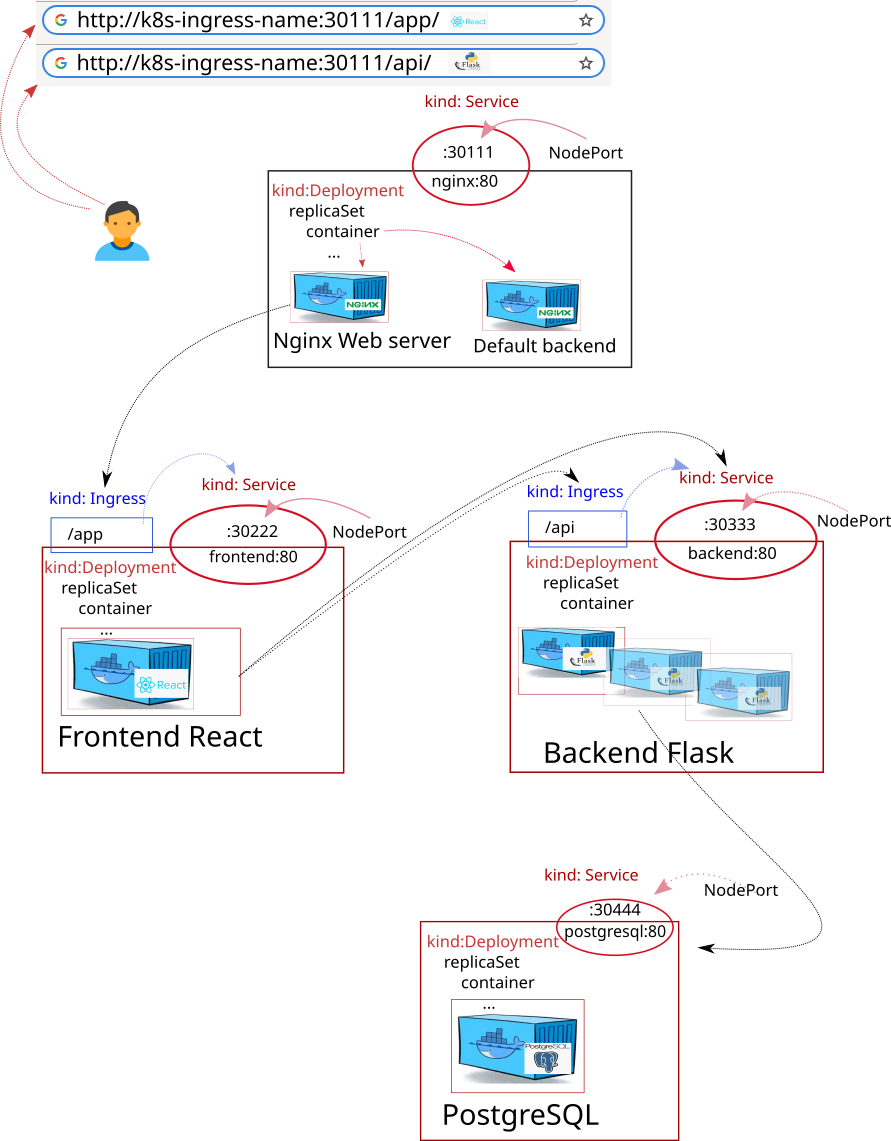 http://k8s-ingress-name:30111/app/
React
http://k8s-ingress-name:30111/api/
Flask
kind: Service
:30111
NodePort
nginx:80
kind:Deployment
replicaSet
container
...
NGINX
NGINX
Nginx Web server
Default backend
kind: Ingress
kind: Service
/app
:30222
NodePort
frontend:80
kind:Deployment
replicaSet
container
...
React
Frontend React
kind: Ingress
kind: Service
/api
:30333
NodePort
backend:80
kind:Deployment
replicaSet
container
Flask
Flask
Flask
Backend Flask
kind: Service
NodePort
:30444
postgresql:80
kind:Deployment
replicaSet
container
...
PostgreSQL
PostgreSQL